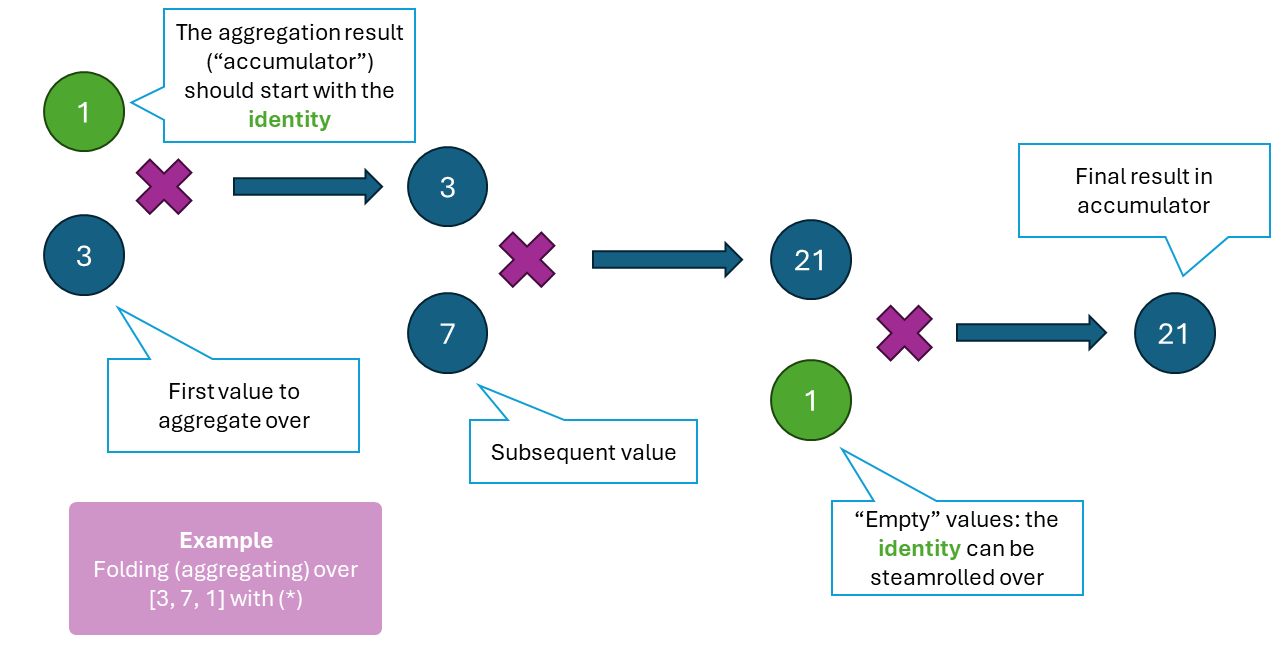 The aggregation result
(“accumulator”)
should start with the
identity
1
3
First value to
aggregate over
3
7
Subsequent value
21
1
“Empty” values: the
identity can be
steamrolled over
Final result in
accumulator
21
Example
Folding (aggregating) over
[3, 7, 1] with (*)